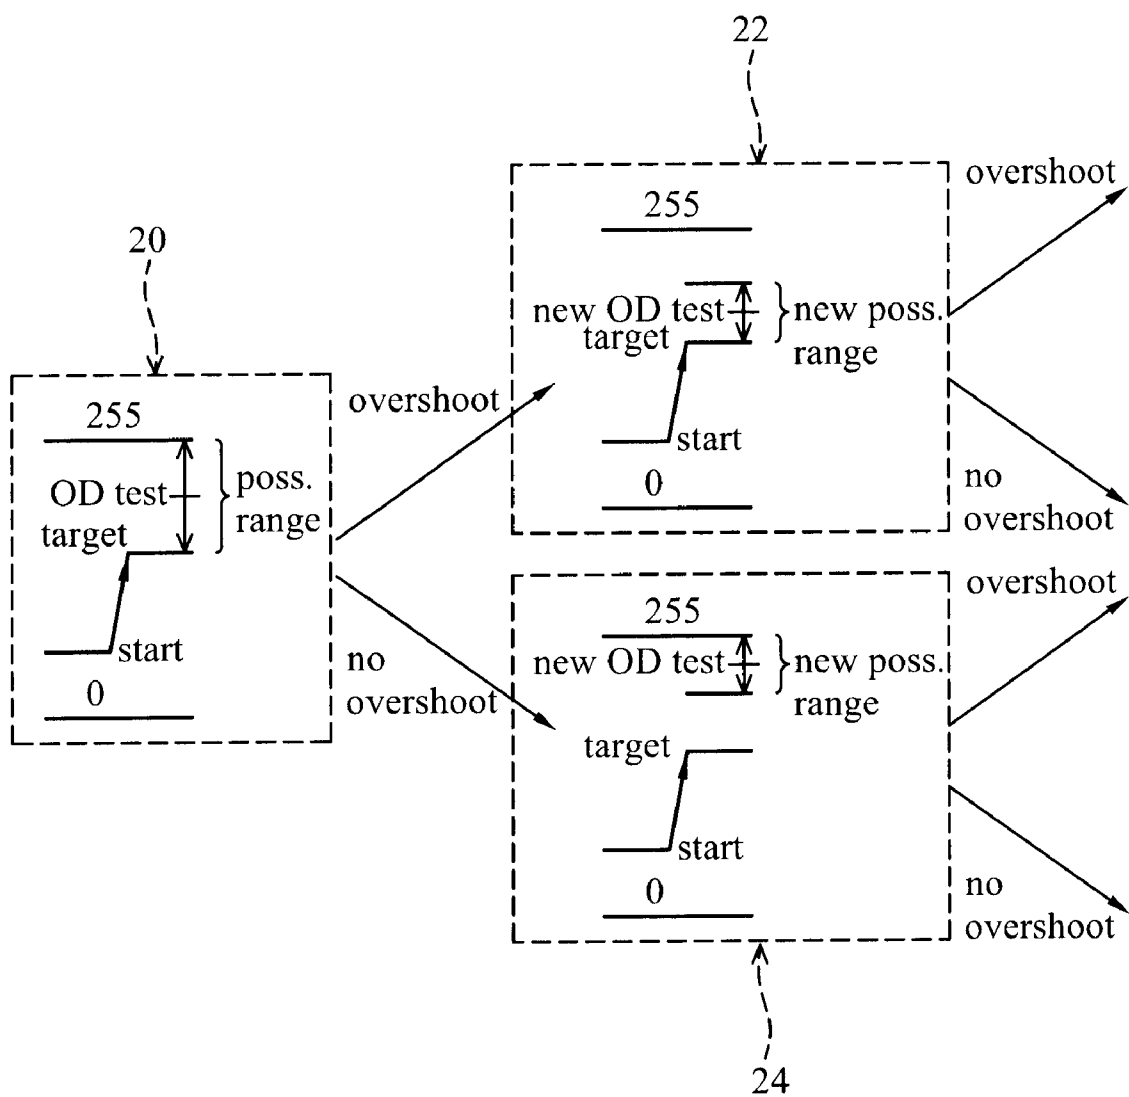 22
overshoot
255
new OD test
new poss.
target
range
start
0
no
overshoot
20
255
OD test
poss.
target
range
start
0
overshoot
no
overshoot
overshoot
255
new OD test
new poss.
range
target
start
0
no
overshoot
24